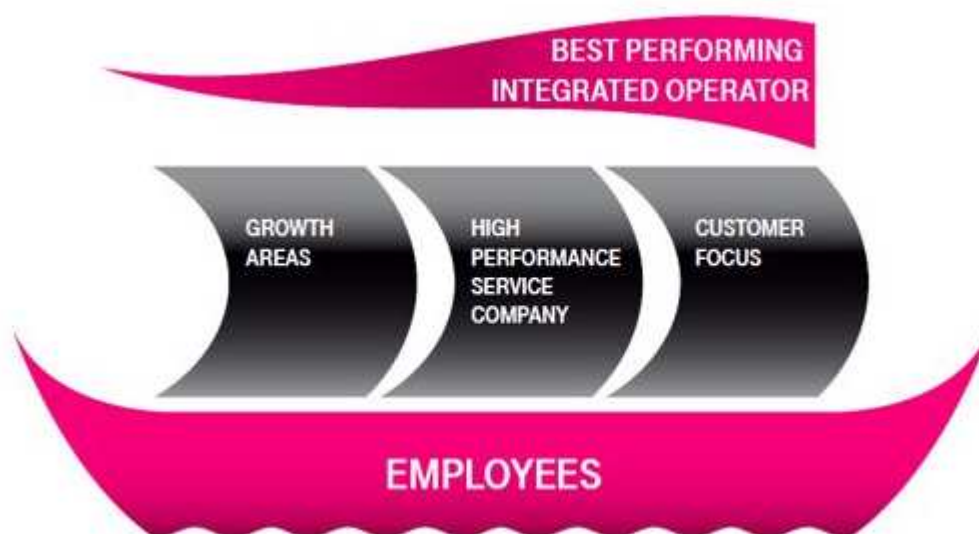 BEST PERFORMING
INTEGRATED OPERATOR
GROWTH
AREAS
HIGH
PERFORMANCE
SERVICE
COMPANY
CUSTOMER
FOCUS
EMPLOYEES